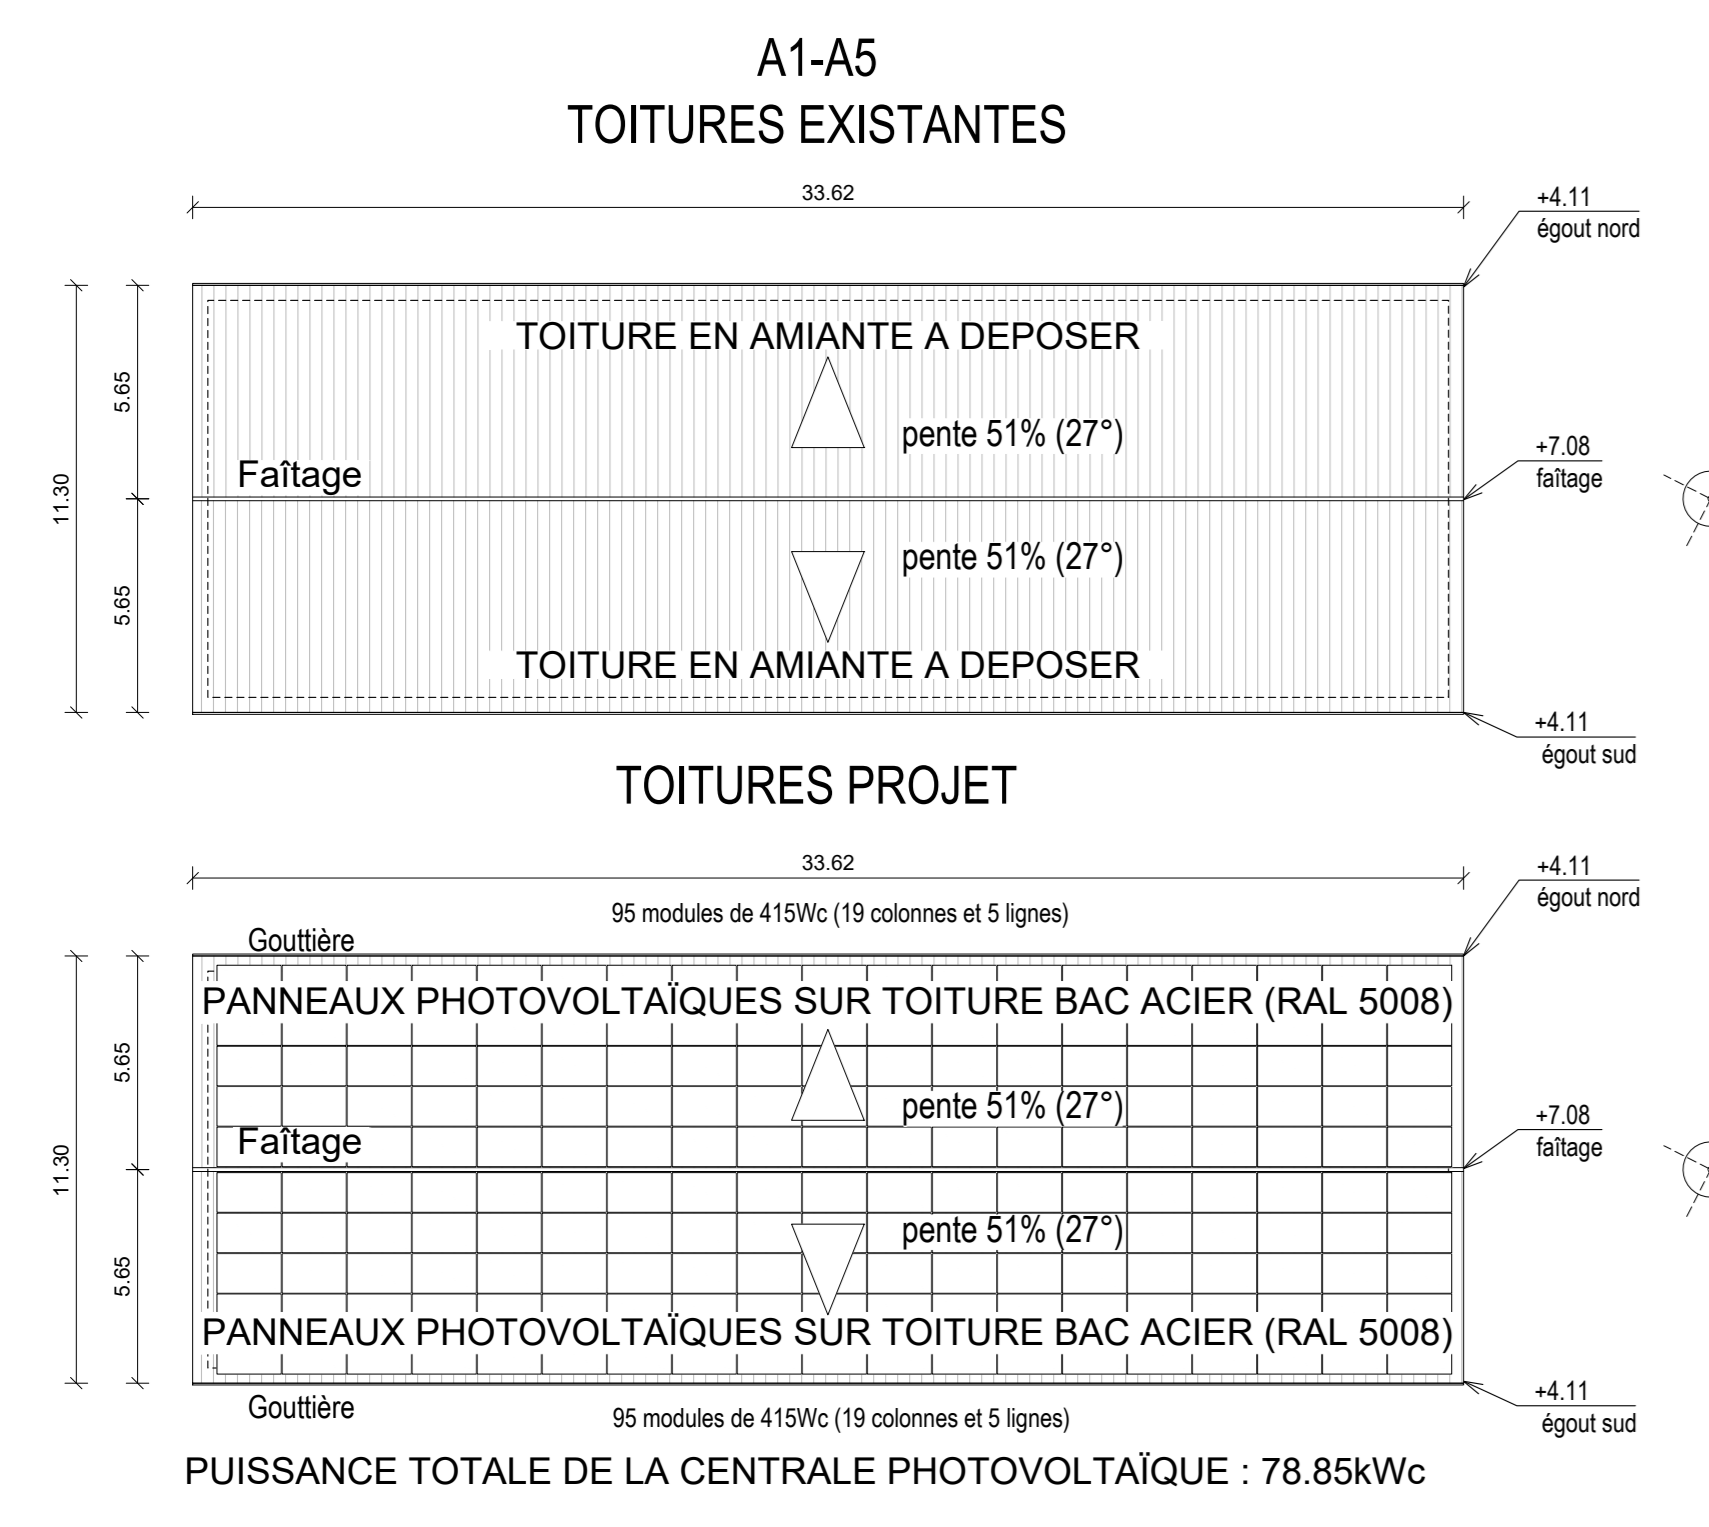 A1-A5
TOITURES EXISTANTES
33.62
+4.11
égout nord
TOITURE EN AMIANTE A DEPOSER
5.65
pente 51% (27°)
+7.08
faîtage
Faîtage
11.30
pente 51% (27°)
5.65
TOITURE EN AMIANTE A DEPOSER
+4.11
égout sud
TOITURES PROJET
33.62
+4.11
égout nord
95 modules de 415Wc (19 colonnes et 5 lignes)
Gouttière
PANNEAUX PHOTOVOLTAÏQUES SUR TOITURE BAC ACIER (RAL 5008)
5.65
pente 51% (27°)
+7.08
faîtage
Faîtage
11.30
pente 51% (27°)
5.65
PANNEAUX PHOTOVOLTAÏQUES SUR TOITURE BAC ACIER (RAL 5008)
+4.11
égout sud
Gouttière
95 modules de 415Wc (19 colonnes et 5 lignes)
PUISSANCE TOTALE DE LA CENTRALE PHOTOVOLTAÏQUE : 78.85kWc